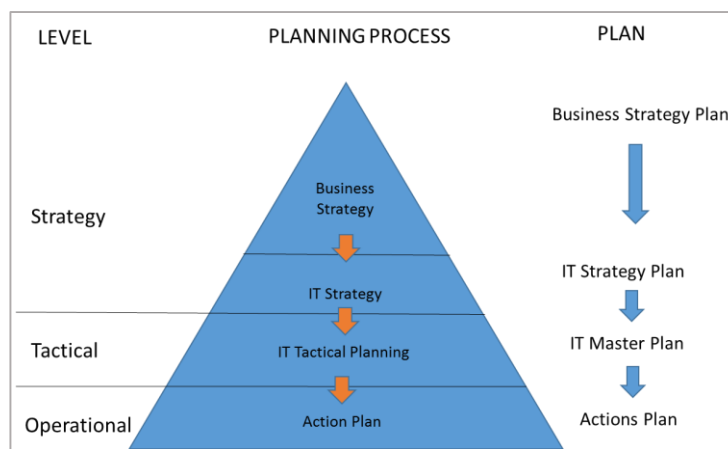 LEVEL
PLANNING PROCESS
PLAN
Business Strategy Plan
Business
Strategy
Strategy
IT Strategy Plan
IT Strategy
Tactical
IT Tactical Planning
IT Master Plan
Operational
Action Plan
Actions Plan